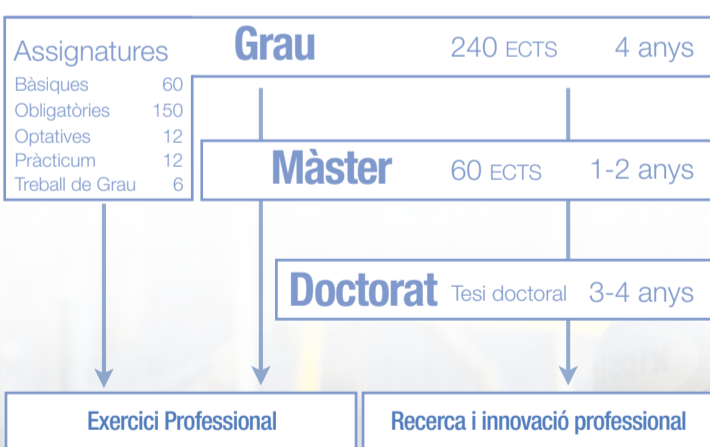 Grau 240 ECTS 4 anys
Assignatures
Bàsiques 60
Obligatòries 150
Optatives 12
Pràcticum 12
Treball de Grau 6
Màster 60 ECTS 1-2 anys
Doctorat Tesi doctoral 3-4 anys
Exercici Professional
Recerca i innovació professional